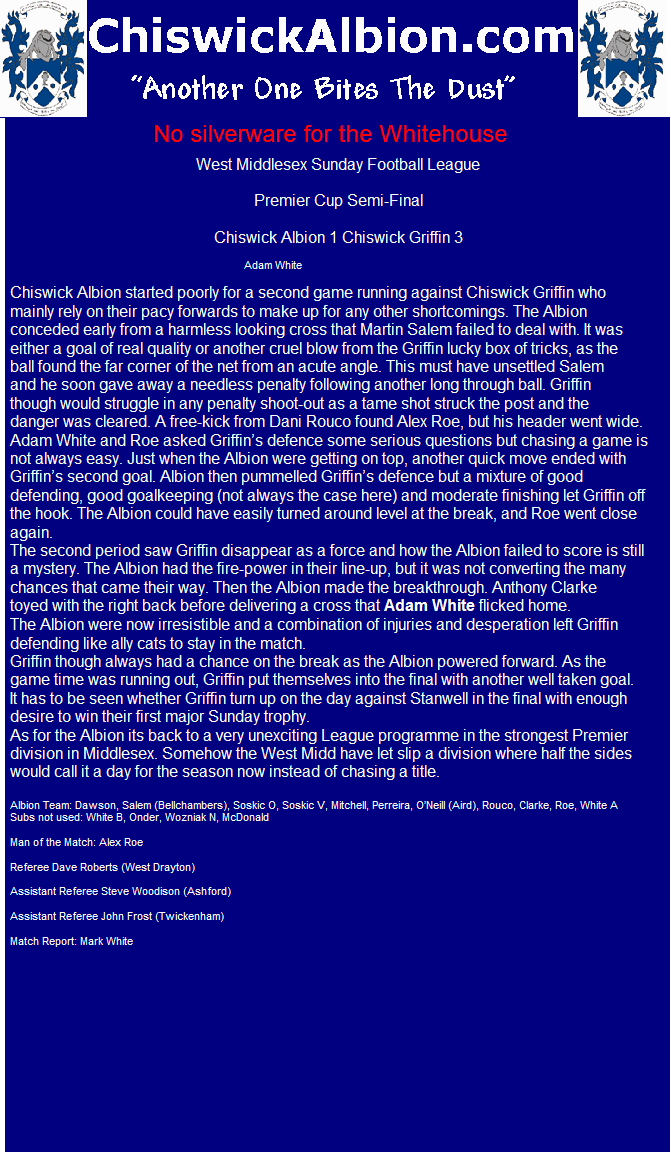 ChiswickAlbion.com
"Another One Bites The Dust"
No silverware for the Whitehouse
West Middlesex Sunday Football League
Premier Cup Semi-Final
Chiswick Albion 1 Chiswick Griffin 3
Adam White
Chiswick Albion started poorly for a second game running against Chiswick Griffin who
mainly rely on their pacy forwards to make up for any other shortcomings. The Albion
conceded early from a harmless looking cross that Martin Salem failed to deal with. It was
either a goal of real quality or another cruel blow from the Griffin lucky box of tricks, as the
ball found the far corner of the net from an acute angle. This must have unsettled Salem
and he soon gave away a needless penalty following another long through ball. Griffin
though would struggle in any penalty shoot-out as a tame shot struck the post and the
danger was cleared. A free-kick from Dani Rouco found Alex Roe, but his header went wide.
Adam White and Roe asked Griffin's defence some serious questions but chasing a game is
not always easy. Just when the Albion were getting on top, another quick move ended with
Griffin's second goal. Albion then pummelled Griffin's defence but a mixture of good
defending, good goalkeeping (not always the case here) and moderate finishing let Griffin off
the hook. The Albion could have easily turned around level at the break, and Roe went close
again.
The second period saw Griffin disappear as a force and how the Albion failed to score is still
a mystery. The Albion had the fire-power in their line-up, but it was not converting the many
chances that came their way. Then the Albion made the breakthrough. Anthony Clarke
toyed with the right back before delivering a cross that Adam White flicked home.
The Albion were now irresistible and a combination of injuries and desperation left Griffin
defending like ally cats to stay in the match.
Griffin though always had a chance on the break as the Albion powered forward. As the
game time was running out, Griffin put themselves into the final with another well taken goal.
It has to be seen whether Griffin turn up on the day against Stanwell in the final with enough
desire to win their first major Sunday trophy.
As for the Albion its back to a very unexciting League programme in the strongest Premier
division in Middlesex. Somehow the West Midd have let slip a division where half the sides
would call it a day for the season now instead of chasing a title.
Albion Team: Dawson, Salem (Bellchambers), Soskic O, Soskic V, Mitchell, Perreira, O'Neill (Aird), Rouco, Clarke, Roe, White A
Subs not used: White B, Onder, Wozniak N, McDonald
Man of the Match: Alex Roe
Referee Dave Roberts (West Drayton)
Assistant Referee Steve Woodison (Ashford)
Assistant Referee John Frost (Twickenham)
Match Report: Mark White